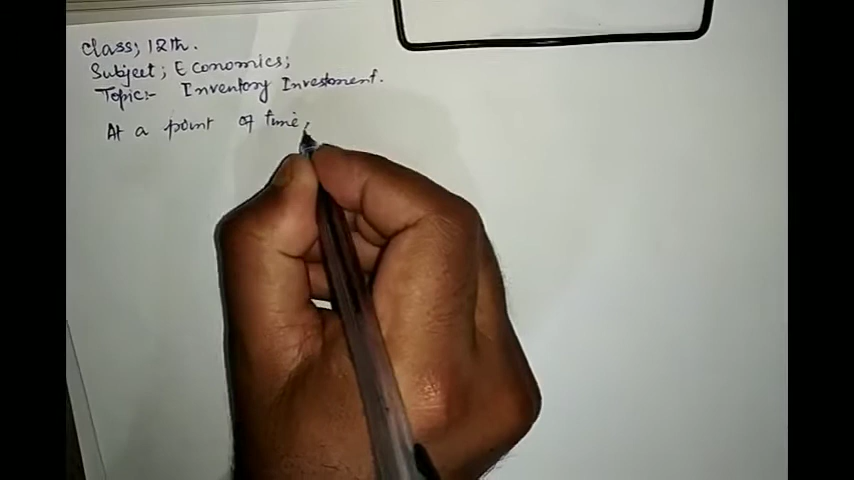 Class; 12th.
Subject; Economics;
Topic:- Inventory Investment.
At a point of time,